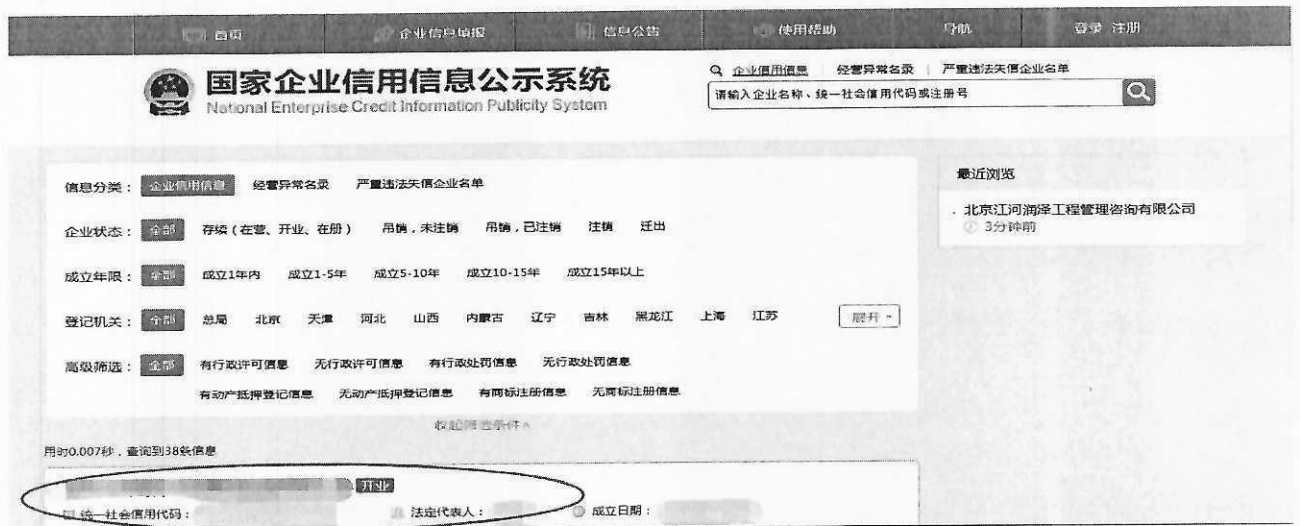 首页 企业信息填报 信息公告 使用帮助 导航 登录 注册
国家企业信用信息公示系统
National Enterprise Credit Information Publicity System
企业信用信息 | 经营异常名录 | 严重违法失信企业名单
请输入企业名称、统一社会信用代码或注册号
信息分类： 企业信用信息 经营异常名录 严重违法失信企业名单
企业状态： 全部 存续（在营、开业、在册） 吊销，未注销 吊销，已注销 注销 迁出
成立年限： 全部 成立1年内 成立1-5年 成立5-10年 成立10-15年 成立15年以上
登记机关： 全部 总局 北京 天津 河北 山西 内蒙古 辽宁 吉林 黑龙江 上海 江苏 展开
高级筛选： 全部 有行政许可信息 无行政许可信息 有行政处罚信息 无行政处罚信息
有动产抵押登记信息 无动产抵押登记信息 有商标注册信息 无商标注册信息
收起筛选条件
最近浏览
· 北京江河润泽工程管理咨询有限公司
3分钟前
用时0.007秒，查询到38条信息
开业
统一社会信用代码： 法定代表人： 成立日期：